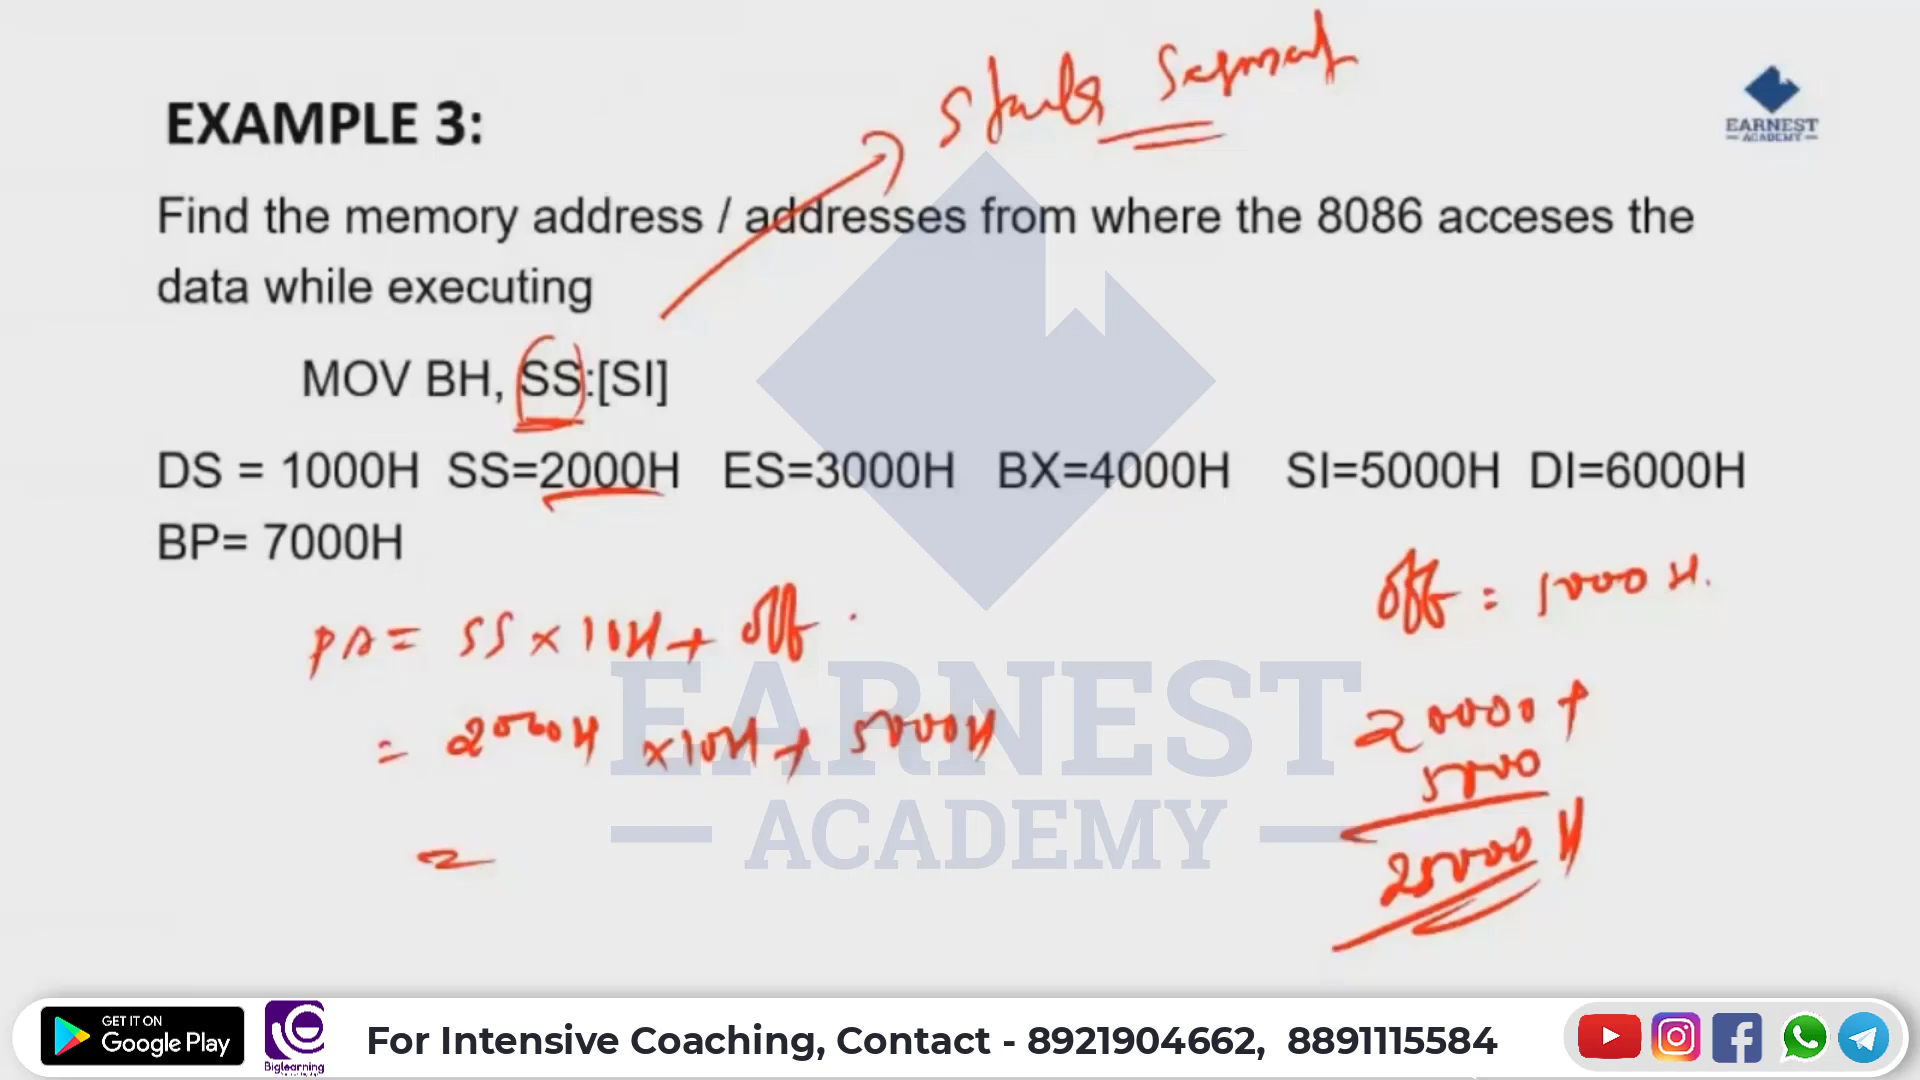 Stack Segment
EXAMPLE 3:
EARNEST
ACADEMY
Find the memory address / addresses from where the 8086 acceses the
data while executing
MOV BH, SS:[SI]
DS = 1000H SS=2000H ES=3000H BX=4000H SI=5000H DI=6000H
BP= 7000H
off = 5000H.
PA = SS × 10H + off
= 2000H ×10H + 5000H
=
20000 +
5000
25000 H
EARNEST
ACADEMY
GET IT ON
Google Play
Biglearning
For Intensive Coaching, Contact - 8921904662, 8891115584